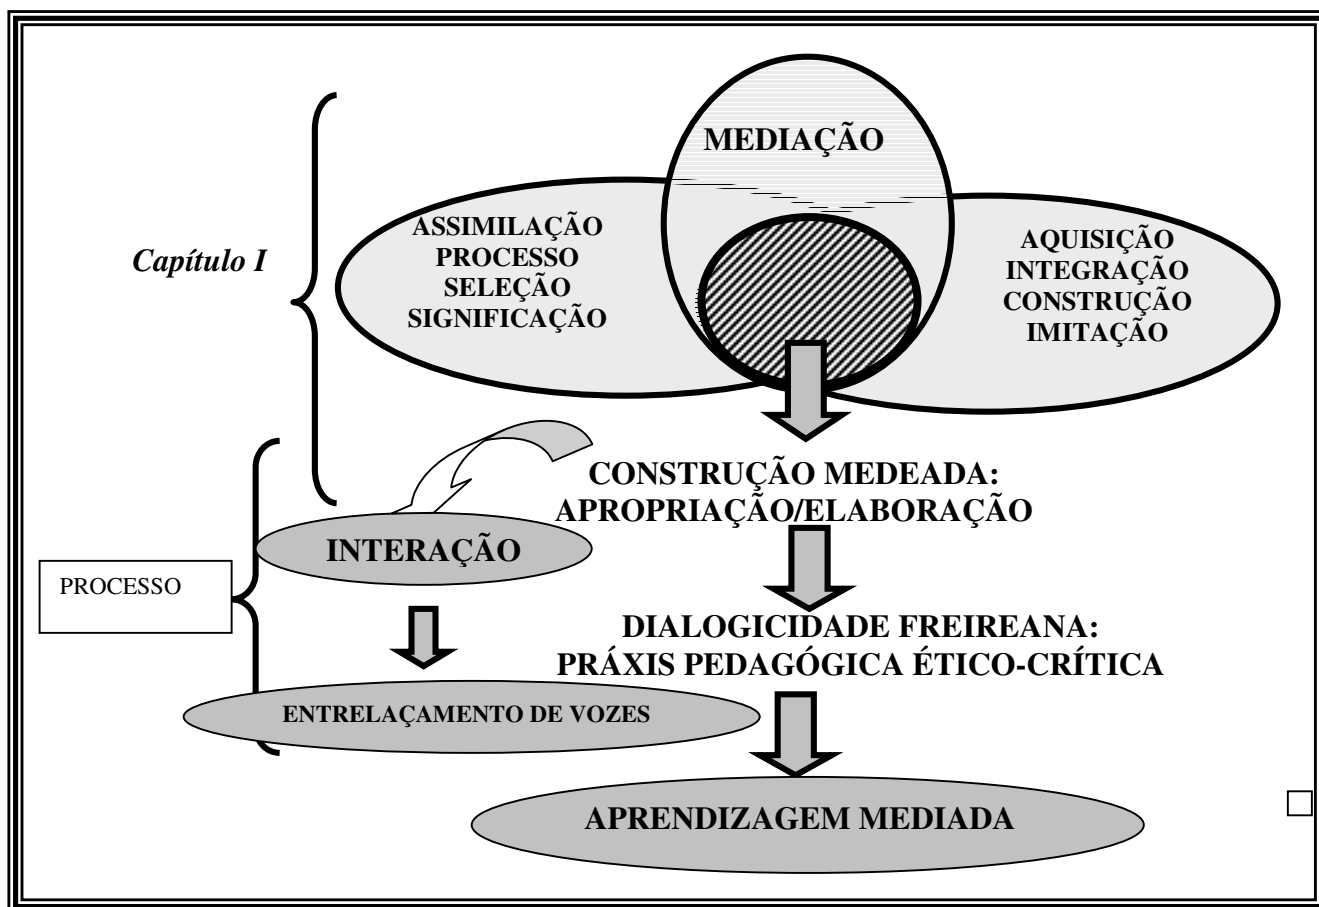 MEDIAÇÃO
Capítulo I
ASSIMILAÇÃO
PROCESSO
SELEÇÃO
SIGNIFICAÇÃO
AQUISIÇÃO
INTEGRAÇÃO
CONSTRUÇÃO
IMITAÇÃO
CONSTRUÇÃO MEDEADA:
APROPRIAÇÃO/ELABORAÇÃO
INTERAÇÃO
PROCESSO
DIALOGICIDADE FREIREANA:
PRÁXIS PEDAGÓGICA ÉTICO-CRÍTICA
ENTRELAÇAMENTO DE VOZES
APRENDIZAGEM MEDIADA